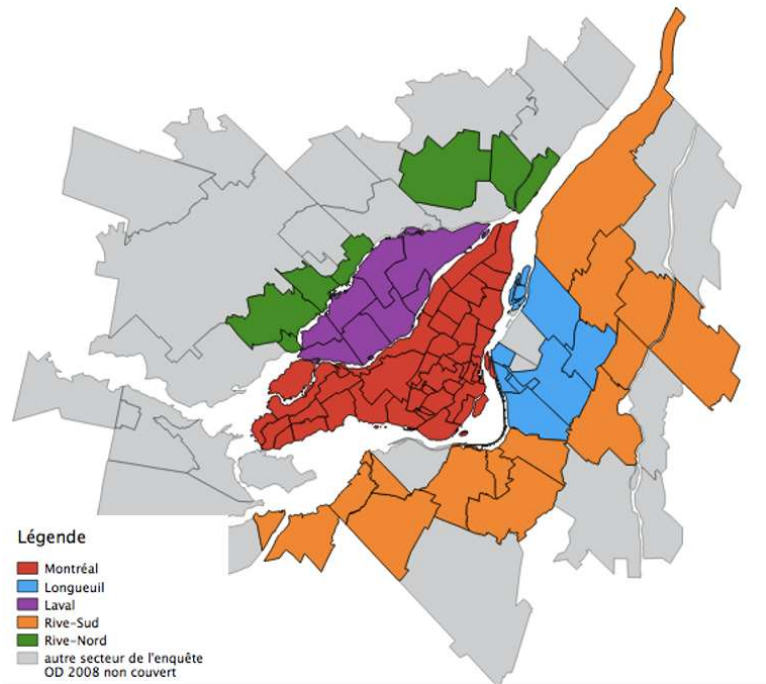 Légende
Montréal
Longueuil
Laval
Rive-Sud
Rive-Nord
autre secteur de l'enquête
OD 2008 non couvert